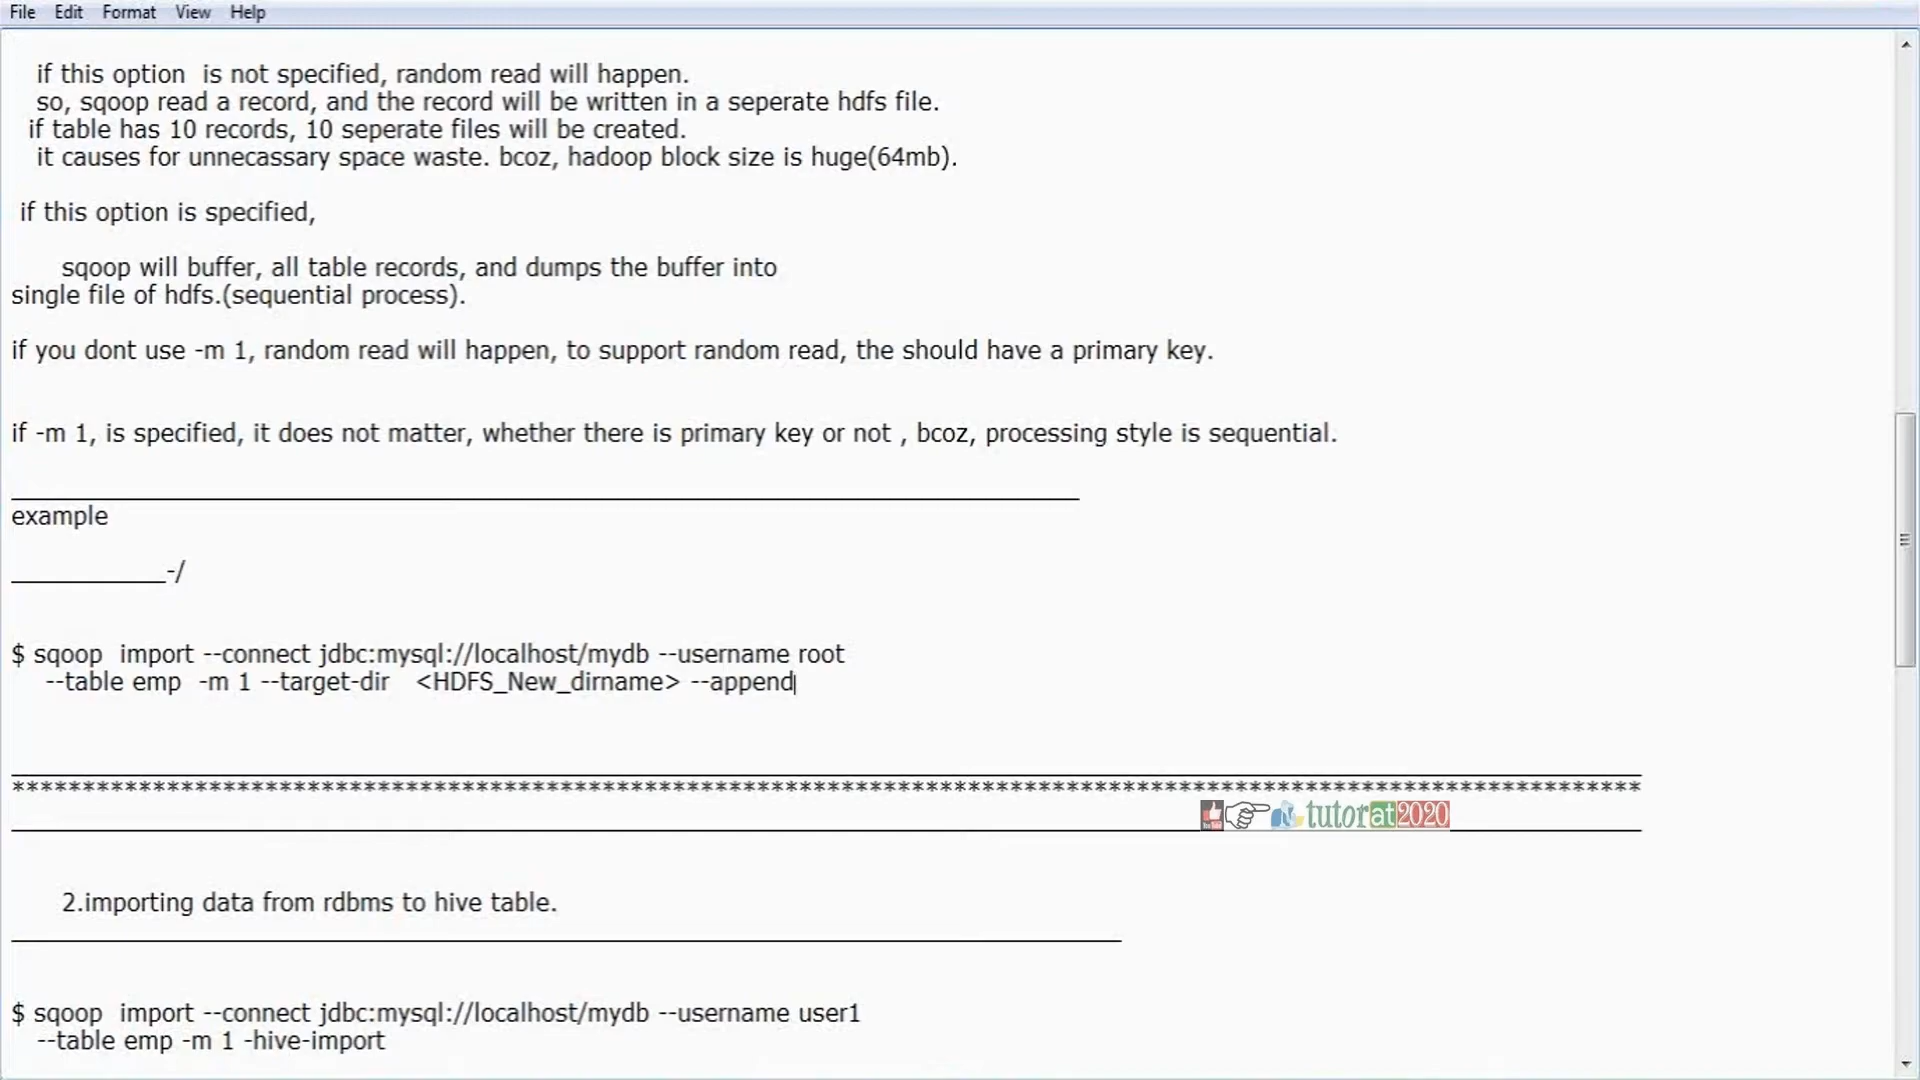 File Edit Format View Help
if this option  is not specified, random read will happen.
so, sqoop read a record, and the record will be written in a seperate hdfs file.
if table has 10 records, 10 seperate files will be created.
it causes for unnecassary space waste. bcoz, hadoop block size is huge(64mb).
if this option is specified,
sqoop will buffer, all table records, and dumps the buffer into
single file of hdfs.(sequential process).
if you dont use -m 1, random read will happen, to support random read, the should have a primary key.
if -m 1, is specified, it does not matter, whether there is primary key or not , bcoz, processing style is sequential.
______________________________________________________________________
example
__________-/
$ sqoop  import --connect jdbc:mysql://localhost/mydb --username root
--table emp  -m 1 --target-dir   <HDFS_New_dirname> --append
***********************************************************************************************************************
tutorat2020
2.importing data from rdbms to hive table.
$ sqoop  import --connect jdbc:mysql://localhost/mydb --username user1
--table emp -m 1 -hive-import